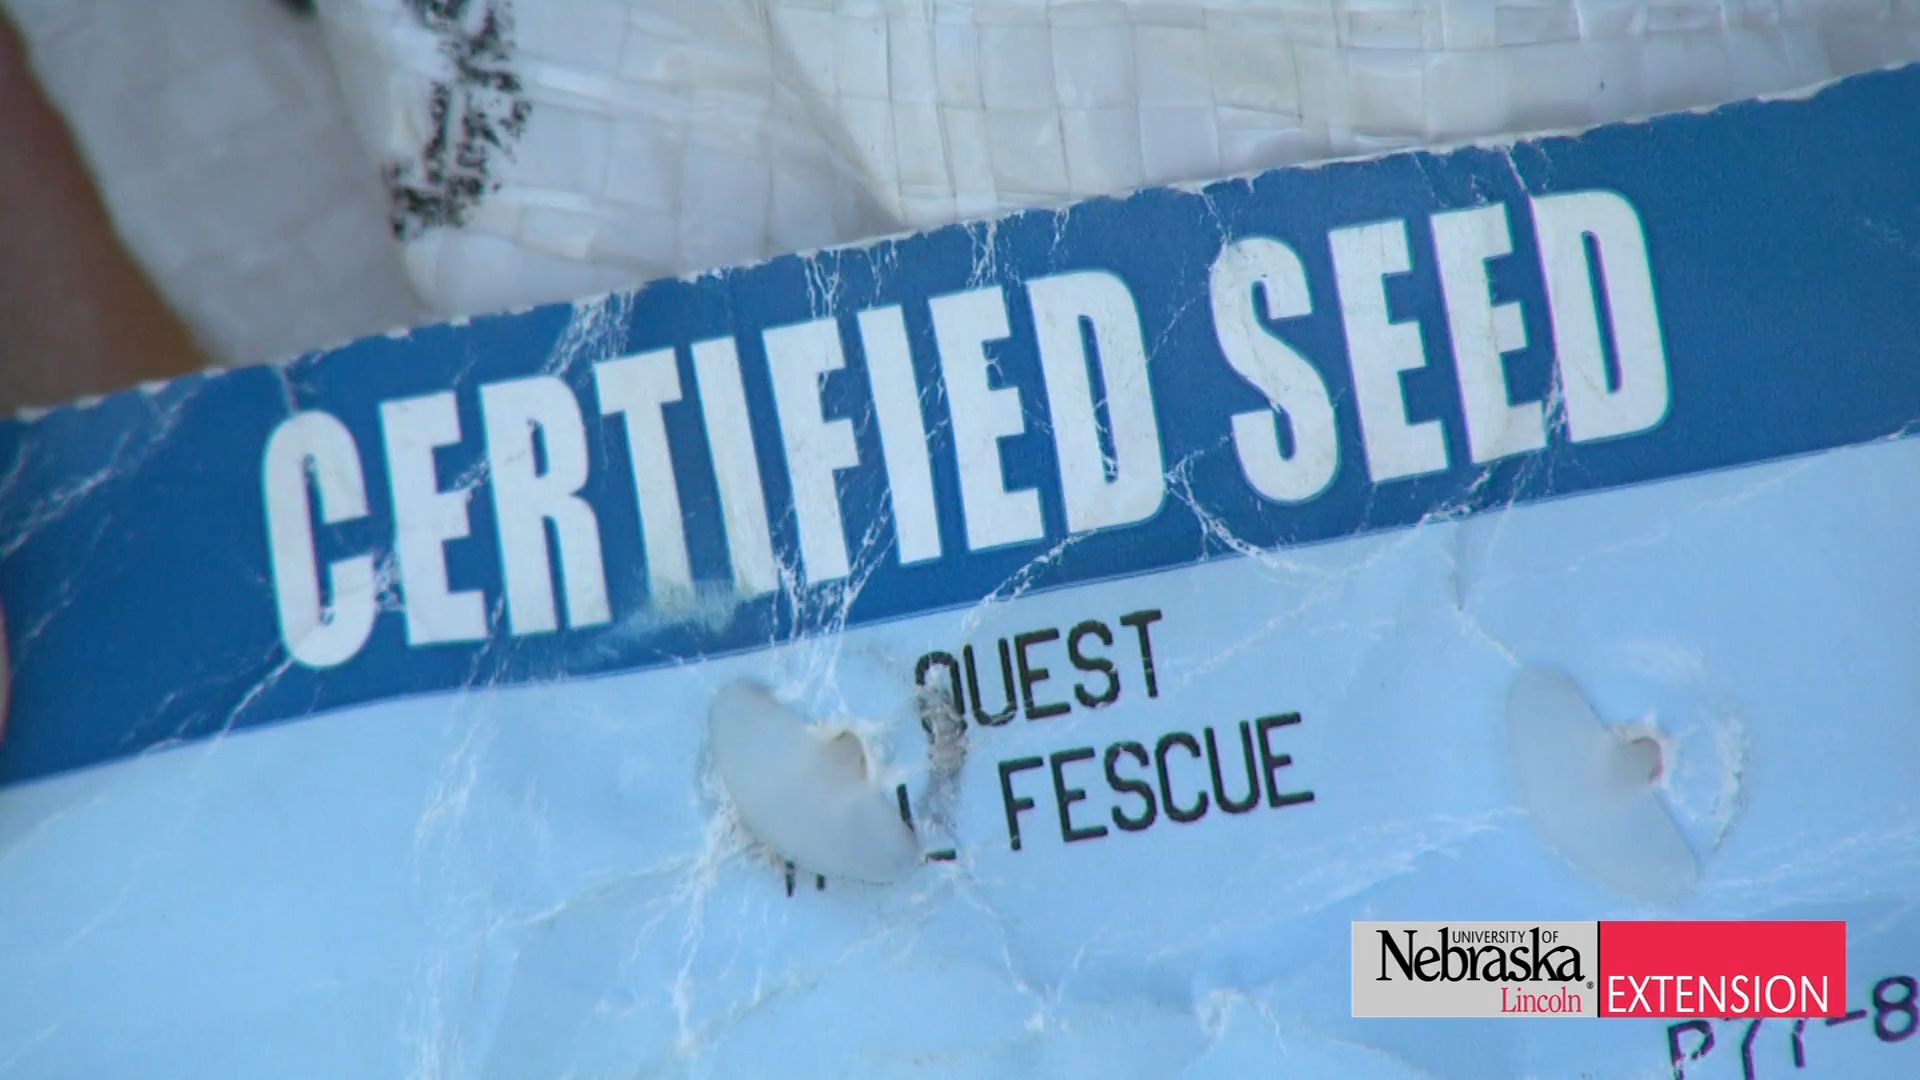 CERTIFIED SEED
QUEST
FESCUE
UNIVERSITY OF
Nebraska
Lincoln
EXTENSION